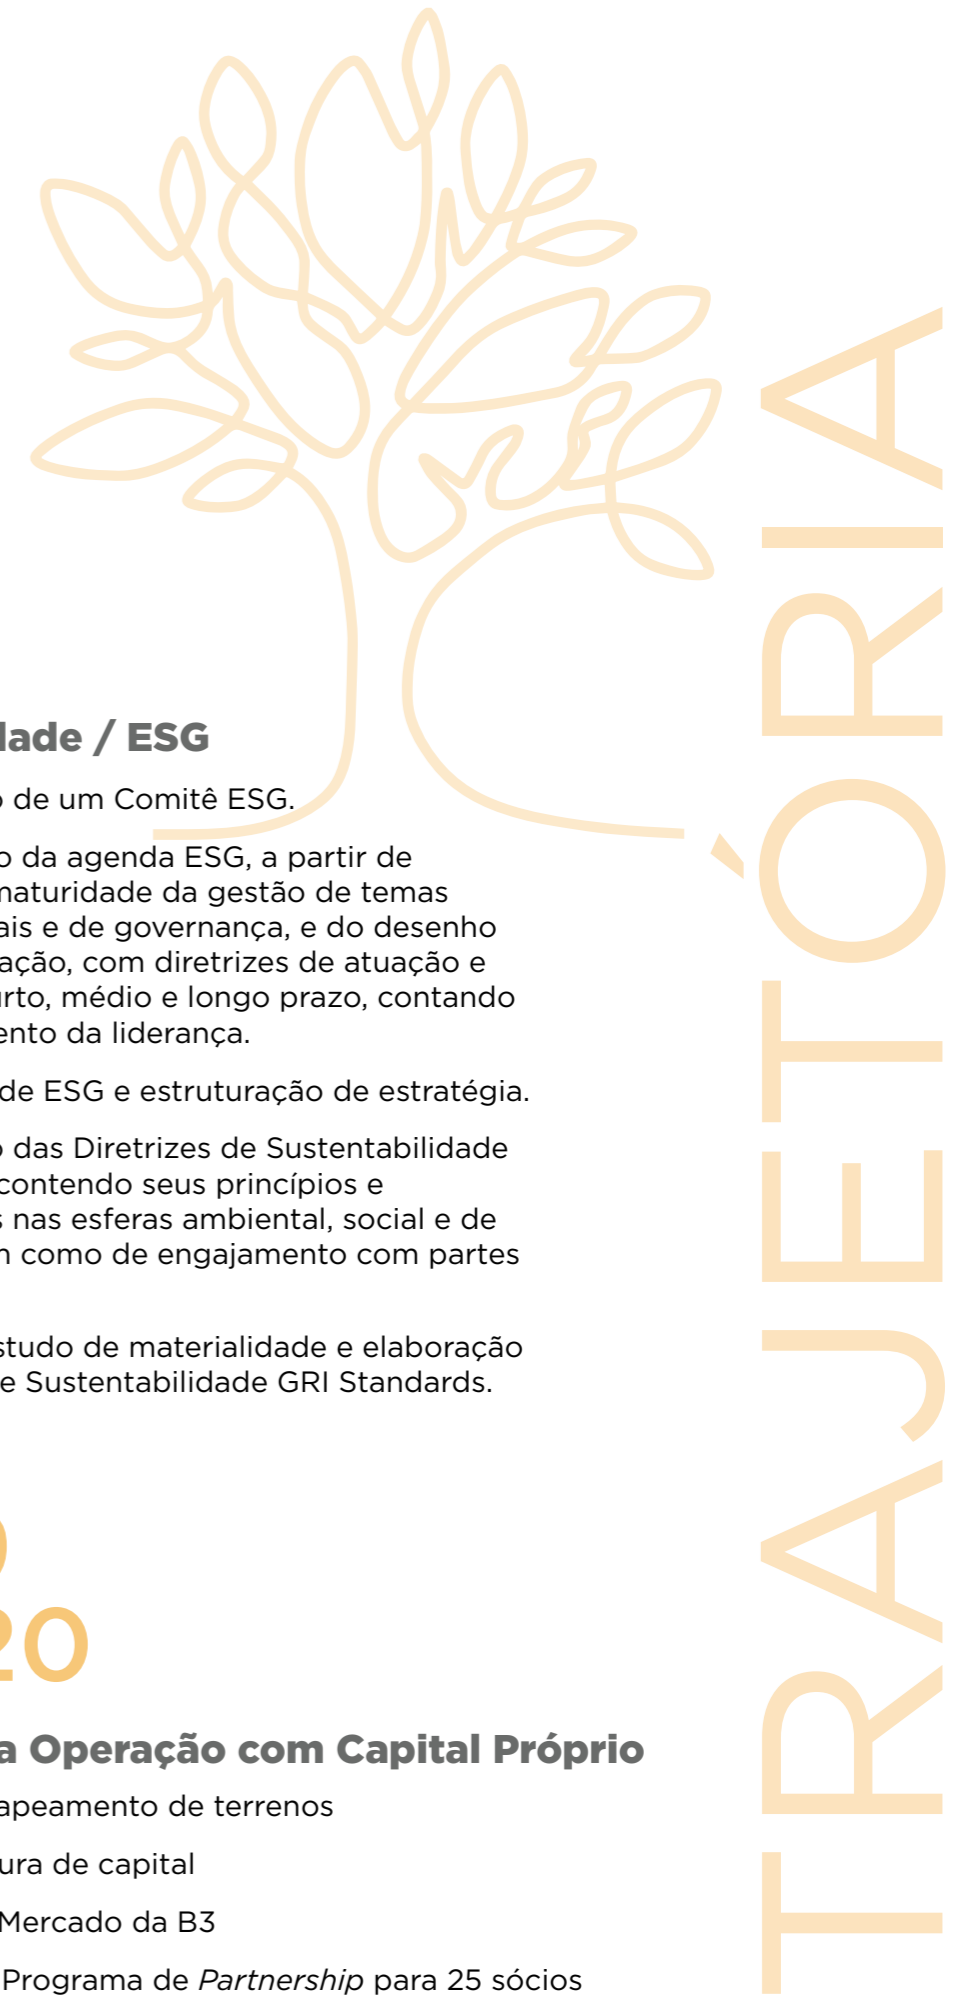 dade / ESG
o de um Comitê ESG.
o da agenda ESG, a partir de
maturidade da gestão de temas
ais e de governança, e do desenho
ação, com diretrizes de atuação e
urto, médio e longo prazo, contando
ento da liderança.
de ESG e estruturação de estratégia.
o das Diretrizes de Sustentabilidade
contendo seus princípios e
s nas esferas ambiental, social e de
m como de engajamento com partes
studo de materialidade e elaboração
e Sustentabilidade GRI Standards.
20
a Operação com Capital Próprio
apeamento de terrenos
ura de capital
Mercado da B3
Programa de Partnership para 25 sócios
TRAJETÓRIA